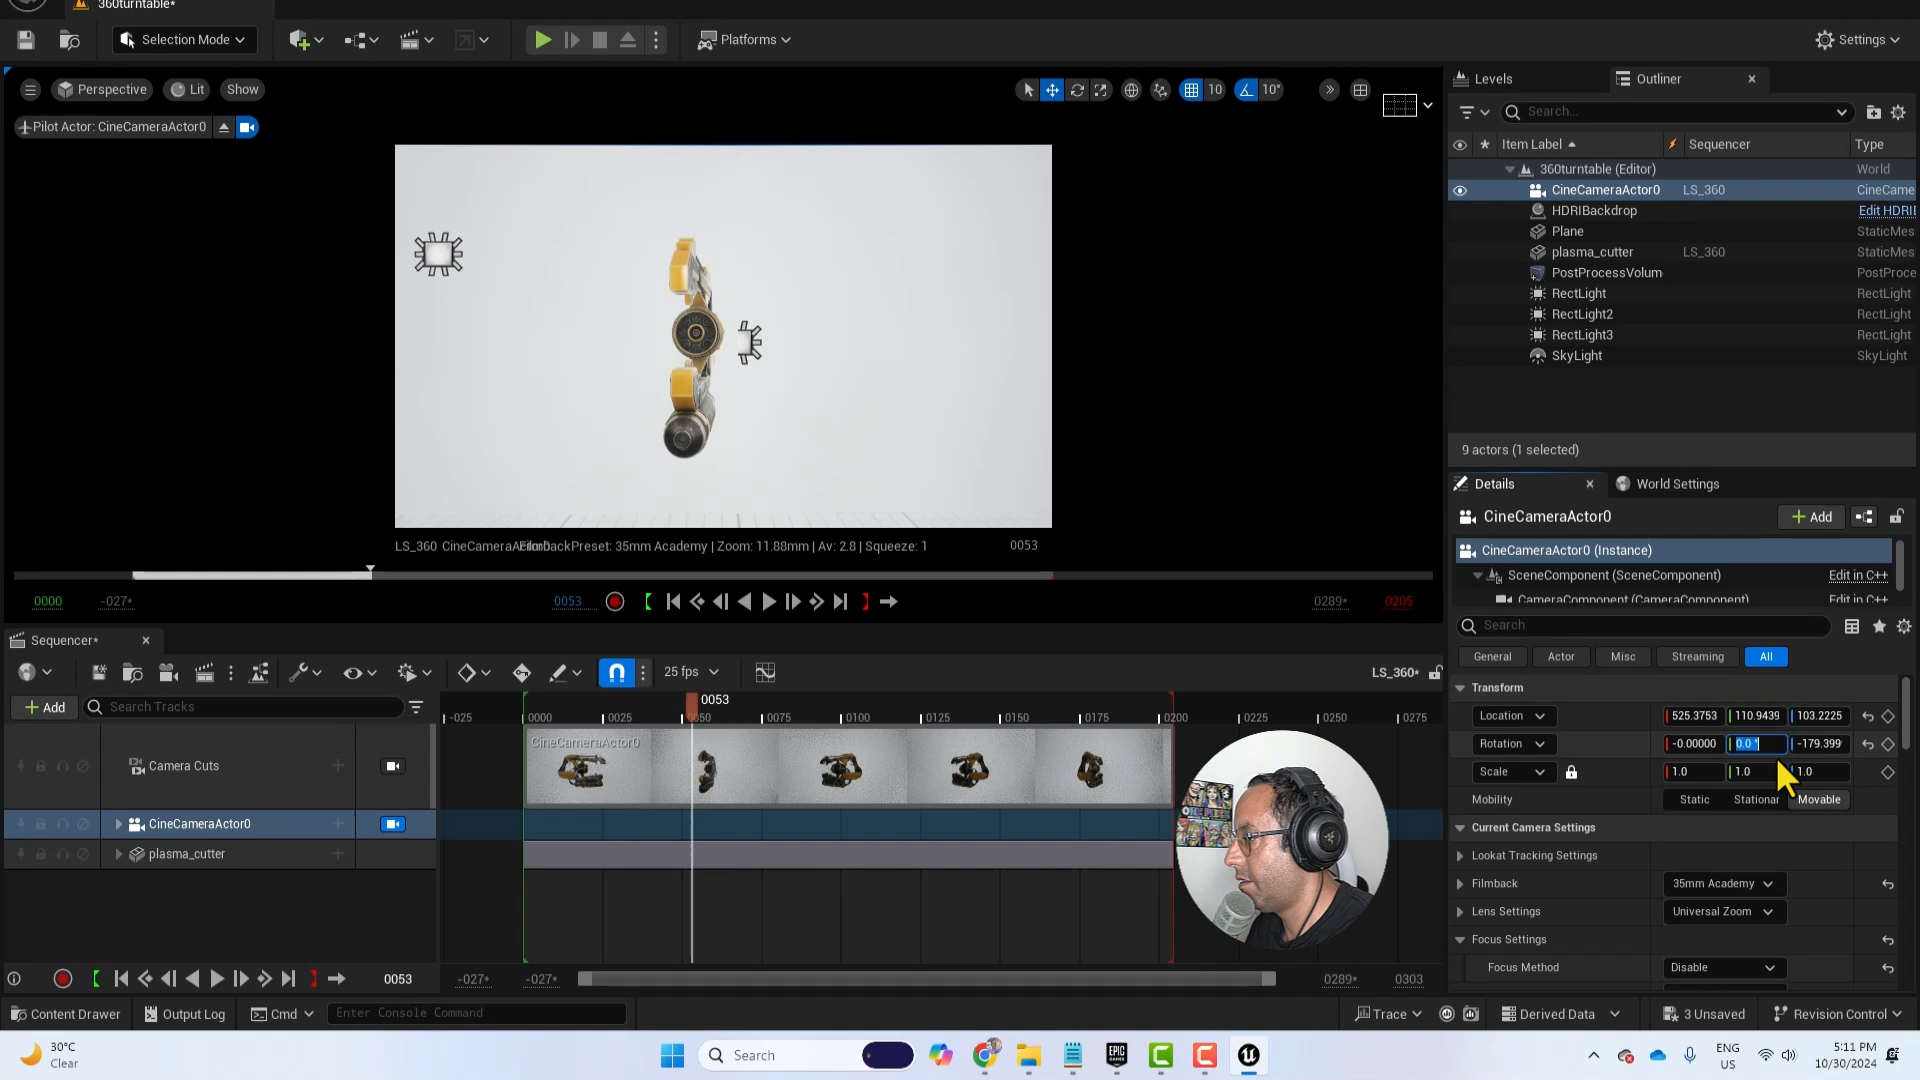 360turntable*
Selection Mode
Platforms
Settings
Perspective
Lit
Show
10
10°
Pilot Actor: CineCameraActor0
LS_360 CineCameraActor0
FilmbackPreset: 35mm Academy | Zoom: 11.88mm | Av: 2.8 | Squeeze: 1
0053
0000
-027*
0053
0289*
0205
Levels
Outliner
Search...
Item Label
Sequencer
Type
360turntable (Editor)
World
CineCameraActor0
LS_360
CineCame
HDRIBackdrop
Edit HDRI
Plane
StaticMes
plasma_cutter
LS_360
StaticMes
PostProcessVolum
PostProce
RectLight
RectLight
RectLight2
RectLight
RectLight3
RectLight
SkyLight
SkyLight
9 actors (1 selected)
Details
World Settings
CineCameraActor0
Add
CineCameraActor0 (Instance)
SceneComponent (SceneComponent)
Edit in C++
CameraComponent (CameraComponent)
Edit in C++
Search
General
Actor
Misc
Streaming
All
Transform
Location
525.3753
110.9439
103.2225
Rotation
-0.00000
0.0 °
-179.399°
Scale
1.0
1.0
1.0
Mobility
Static
Stationar
Movable
Current Camera Settings
Lookat Tracking Settings
Filmback
35mm Academy
Lens Settings
Universal Zoom
Focus Settings
Focus Method
Disable
Sequencer*
25 fps
LS_360*
Add
Search Tracks
0053
-025
0000
0025
0050
0075
0100
0125
0150
0175
0200
0250
0275
Camera Cuts
CineCameraActor0
CineCameraActor0
plasma_cutter
0053
-027*
-027*
0289*
0303
Content Drawer
Output Log
Cmd
Enter Console Command
Trace
Derived Data
3 Unsaved
Revision Control
30°C
Clear
Search
EPIC
GAMES
ENG
US
5:11 PM
10/30/2024